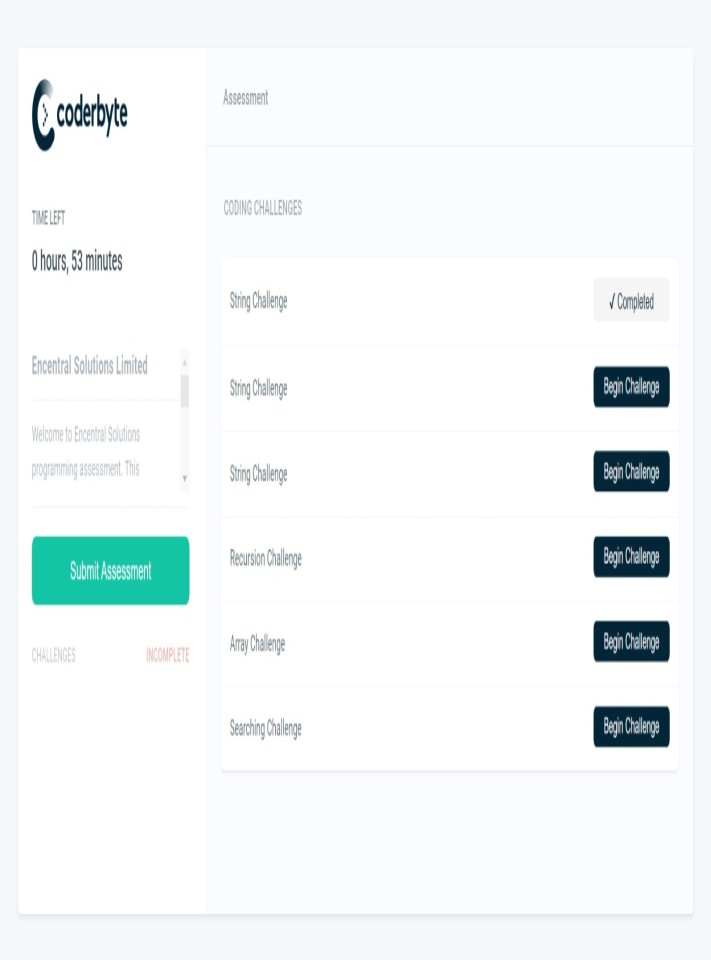 coderbyte
TIME LEFT
0 hours, 53 minutes
Encentral Solutions Limited
Welcome to Encentral Solutions
programming assessment. This
Submit Assessment
CHALLENGES
INCOMPLETE
Assessment
CODING CHALLENGES
String Challenge
√ Completed
String Challenge
Begin Challenge
String Challenge
Begin Challenge
Recursion Challenge
Begin Challenge
Array Challenge
Begin Challenge
Searching Challenge
Begin Challenge